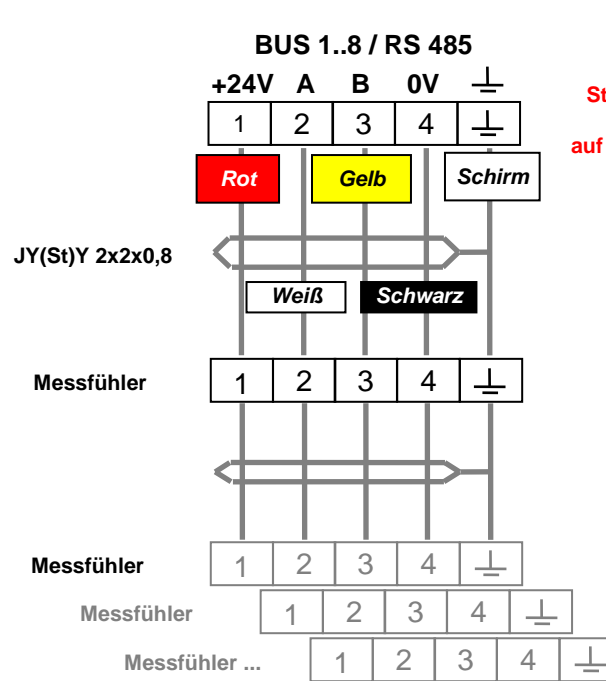 BUS 1..8 / RS 485
+24V A B 0V
St
1 2 3 4
auf
Rot Gelb Schirm
JY(St)Y 2x2x0,8
Weiß Schwarz
Messfühler 1 2 3 4
Messfühler 1 2 3 4
Messfühler 1 2 3 4
Messfühler ... 1 2 3 4